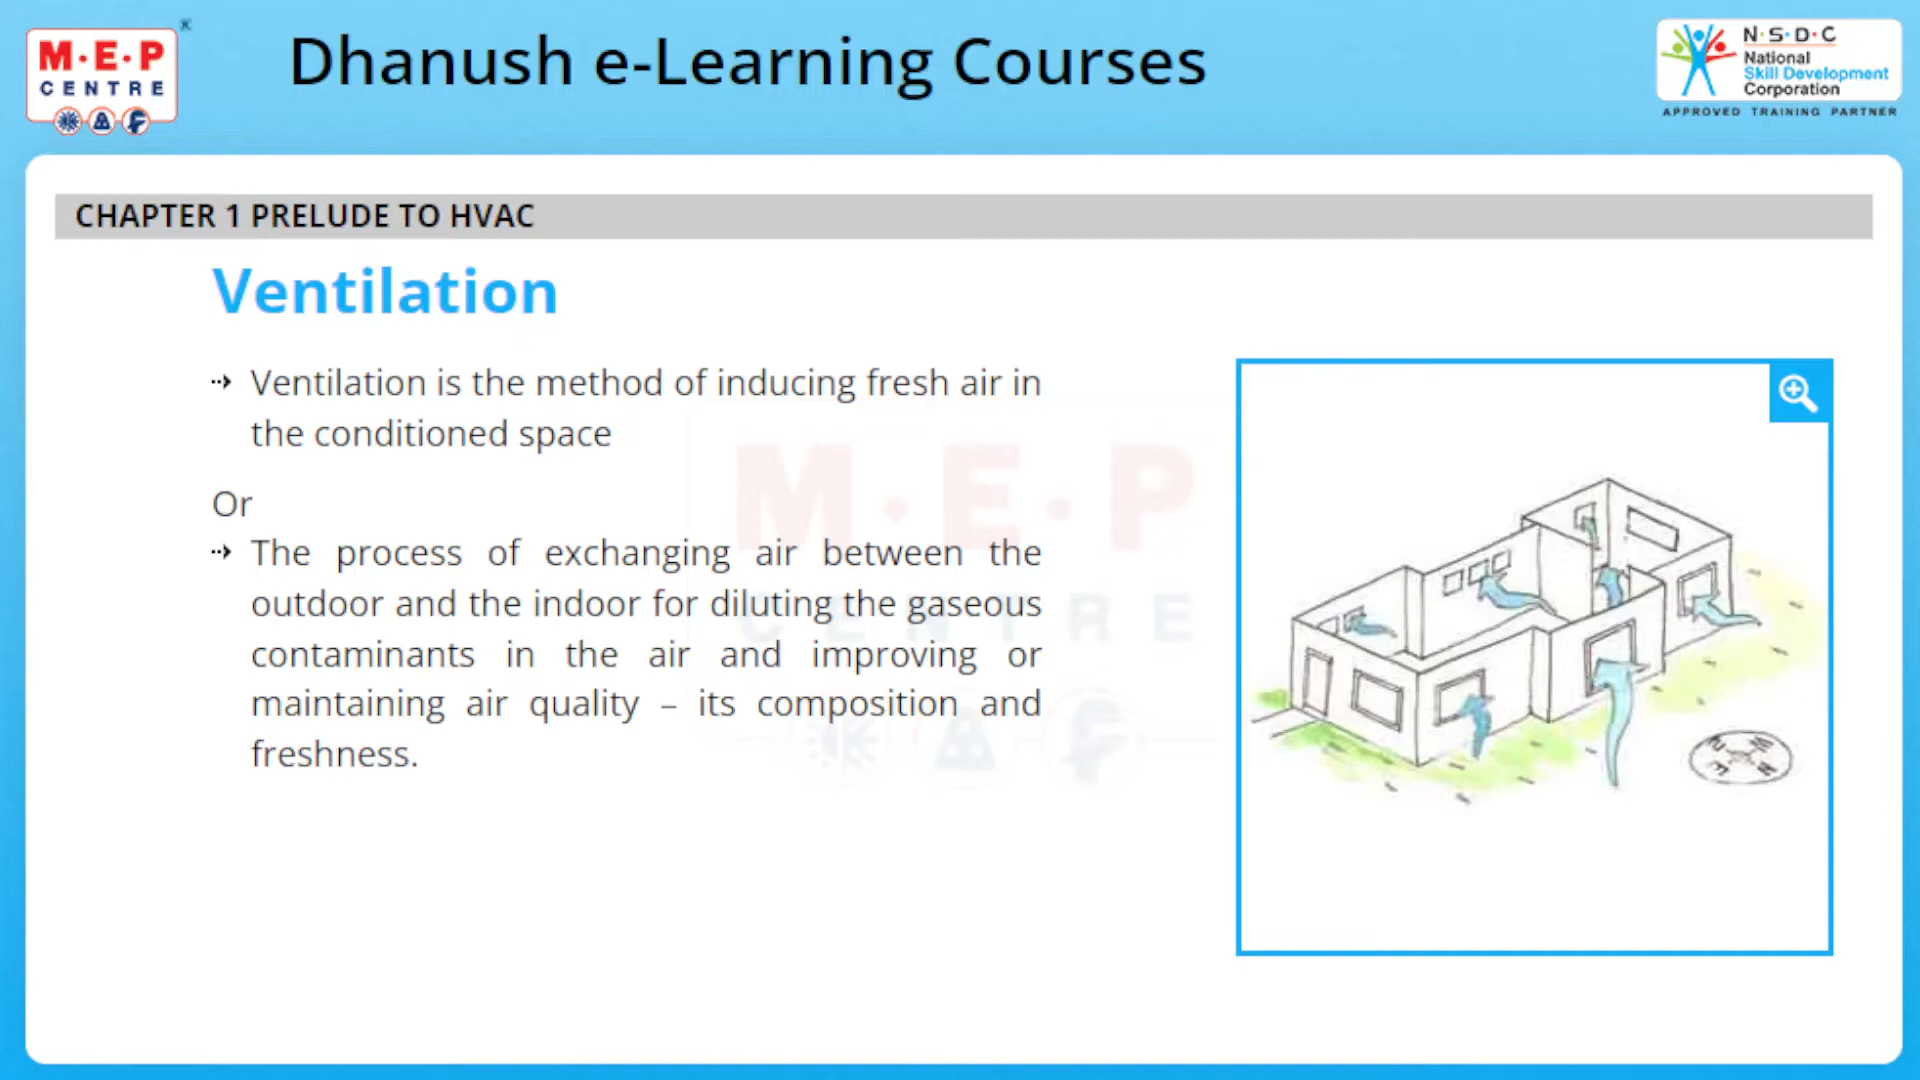 M·E·P
CENTRE
Dhanush e-Learning Courses
N·S·D·C
National
Skill Development
Corporation
APPROVED TRAINING PARTNER
CHAPTER 1 PRELUDE TO HVAC
Ventilation
⇢ Ventilation is the method of inducing fresh air in
the conditioned space
Or
⇢ The process of exchanging air between the
outdoor and the indoor for diluting the gaseous
contaminants in the air and improving or
maintaining air quality – its composition and
freshness.
M·E·P
CENTRE